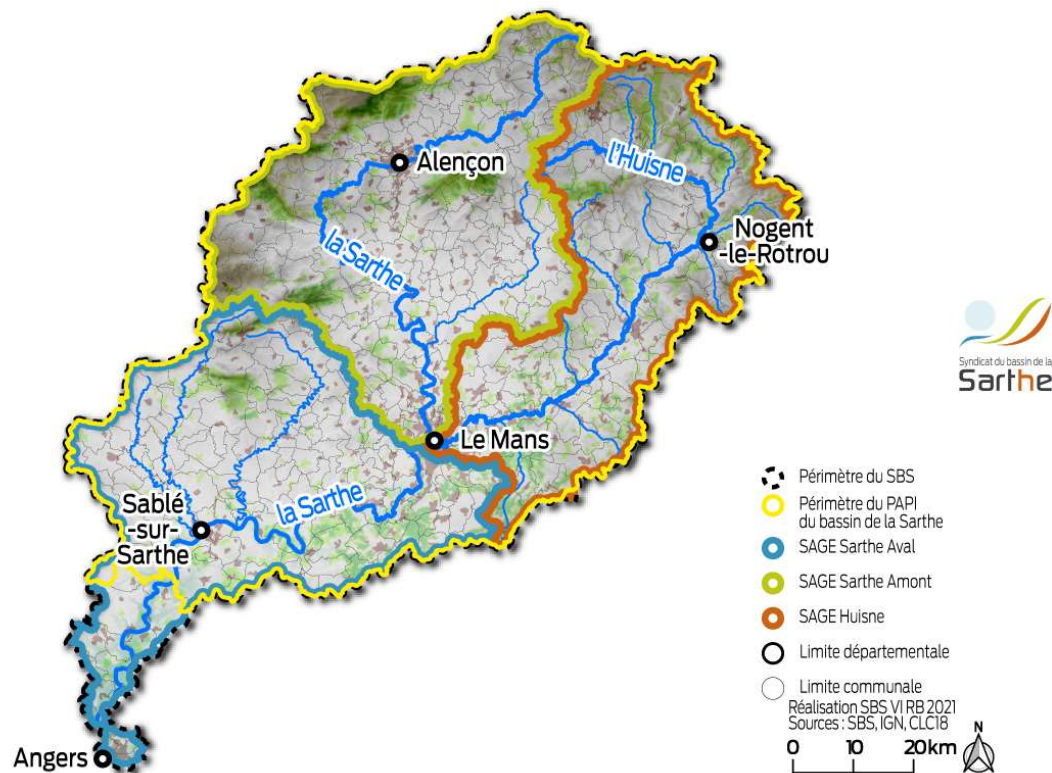 Alençon
l'Huisne
Nogent
-le-Rotrou
la Sarthe
Le Mans
Sablé
-sur-
Sarthe
la Sarthe
Angers
Syndicat du bassin de la
Sarthe
Périmètre du SBS
Périmètre du PAPI
du bassin de la Sarthe
SAGE Sarthe Aval
SAGE Sarthe Amont
SAGE Huisne
Limite départementale
Limite communale
Réalisation SBS VI RB 2021
Sources : SBS, IGN, CLC18
0 10 20km
N